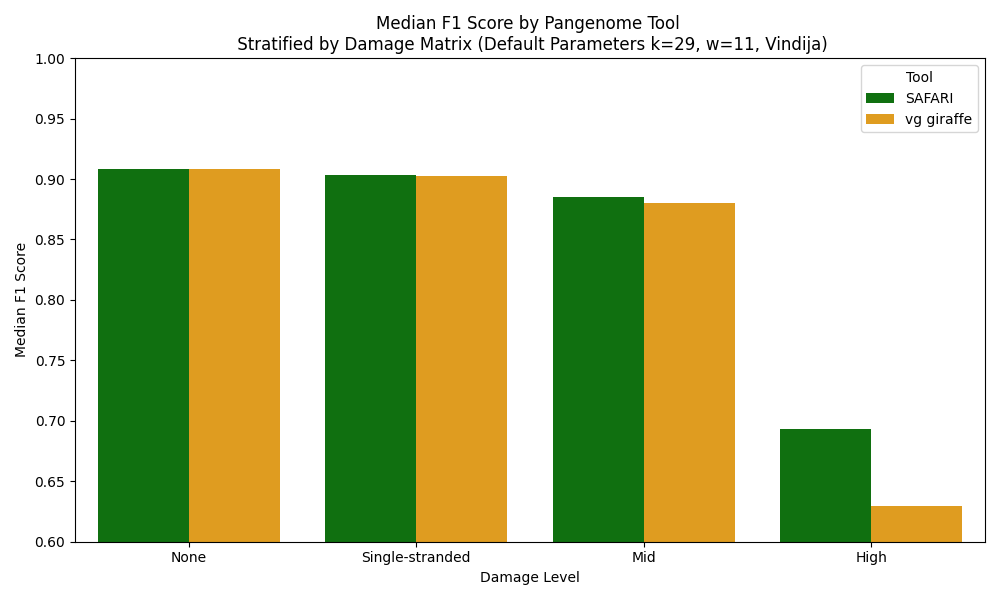 Median F1 Score by Pangenome Tool
Stratified by Damage Matrix (Default Parameters k=29, w=11, Vindija)
Tool
SAFARI
vg giraffe
Median F1 Score
1.00
0.95
0.90
0.85
0.80
0.75
0.70
0.65
0.60
None
Single-stranded
Mid
High
Damage Level